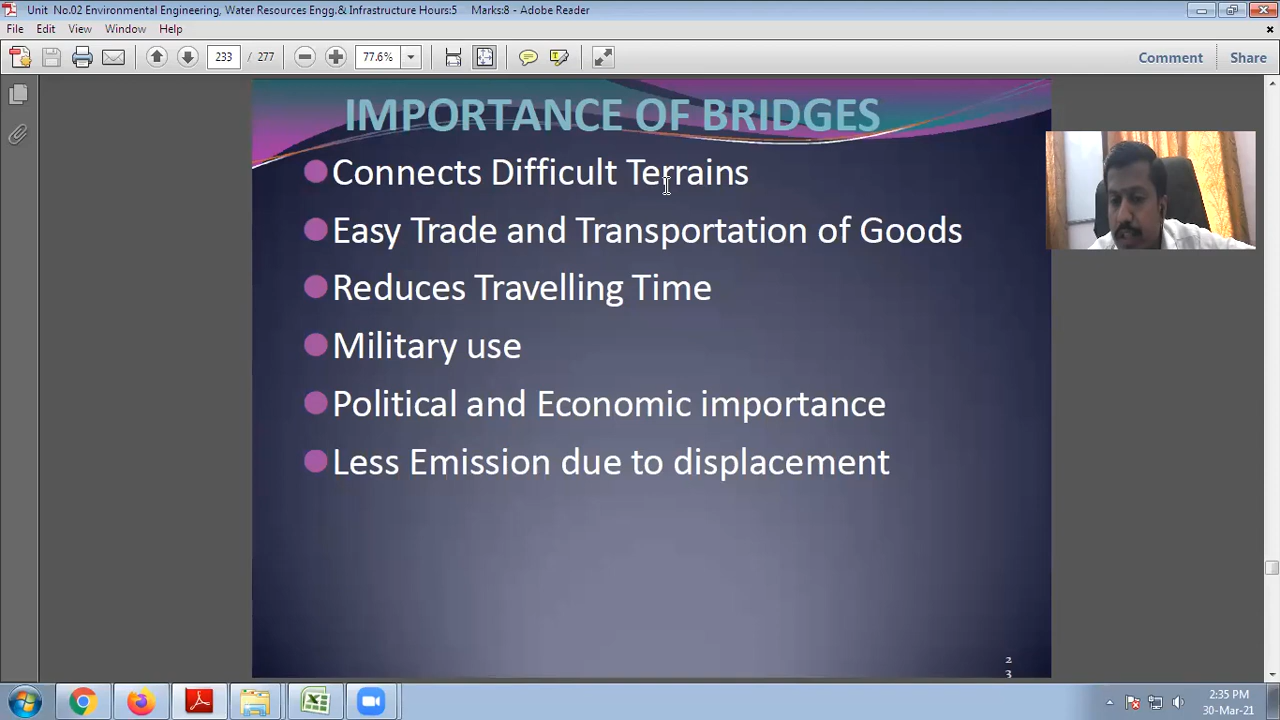 Unit No.02 Environmental Engineering, Water Resources Engg.& Infrastructure Hours:5 Marks:8 - Adobe Reader
File Edit View Window Help
233 / 277 77.6% Comment Share
IMPORTANCE OF BRIDGES
Connects Difficult Terrains
Easy Trade and Transportation of Goods
Reduces Travelling Time
Military use
Political and Economic importance
Less Emission due to displacement
2
3
2:35 PM
30-Mar-21